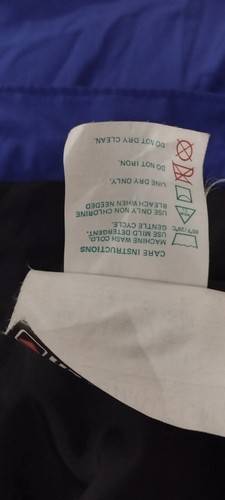 CARE INSTRUCTIONS
MACHINE WASH COLD.
USE MILD DETERGENT.
GENTLE CYCLE.
USE ONLY NON CHLORINE
BLEACH WHEN NEEDED
LINE DRY ONLY.
DO NOT IRON.
DO NOT DRY CLEAN.